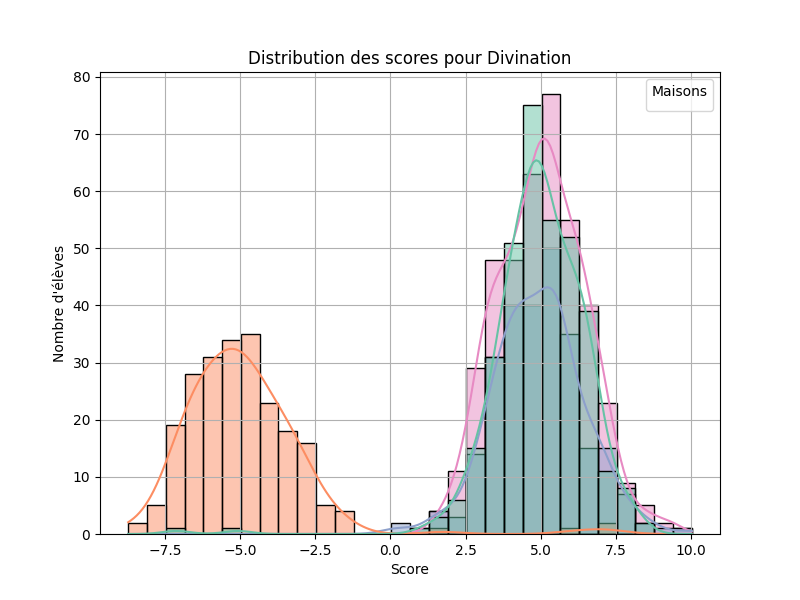 Distribution des scores pour Divination
Maisons
80
70
60
50
40
30
20
10
0
Nombre d'élèves
−7.5 −5.0 −2.5 0.0 2.5 5.0 7.5 10.0
Score